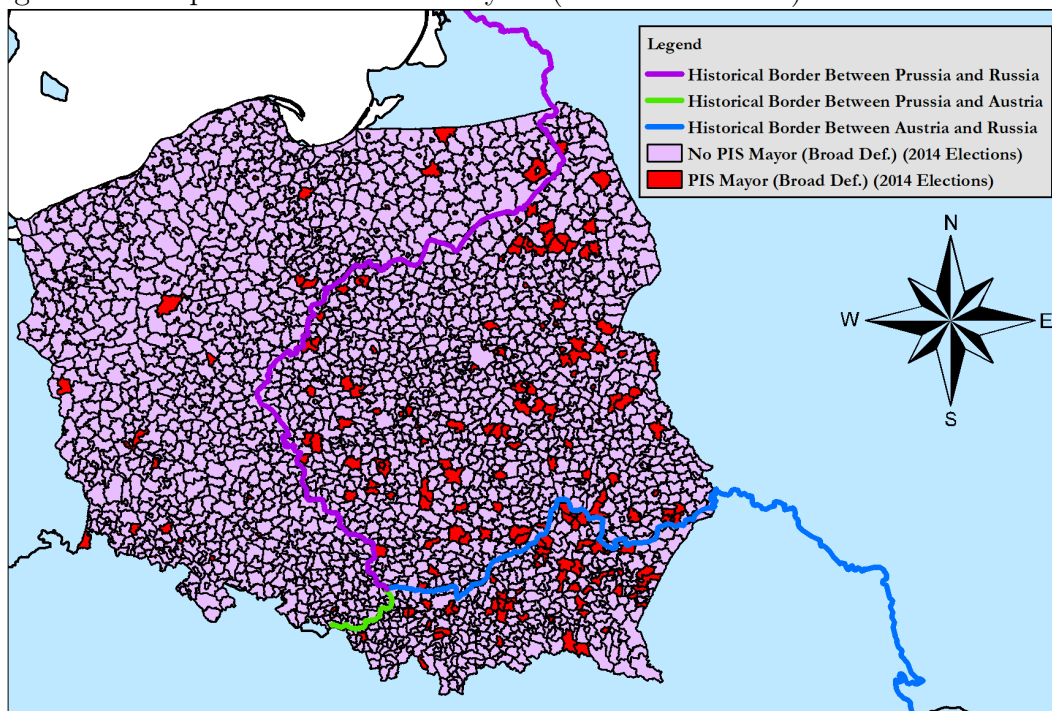 Legend
Historical Border Between Prussia and Russia
Historical Border Between Prussia and Austria
Historical Border Between Austria and Russia
No PIS Mayor (Broad Def.) (2014 Elections)
PIS Mayor (Broad Def.) (2014 Elections)
N
W E
S